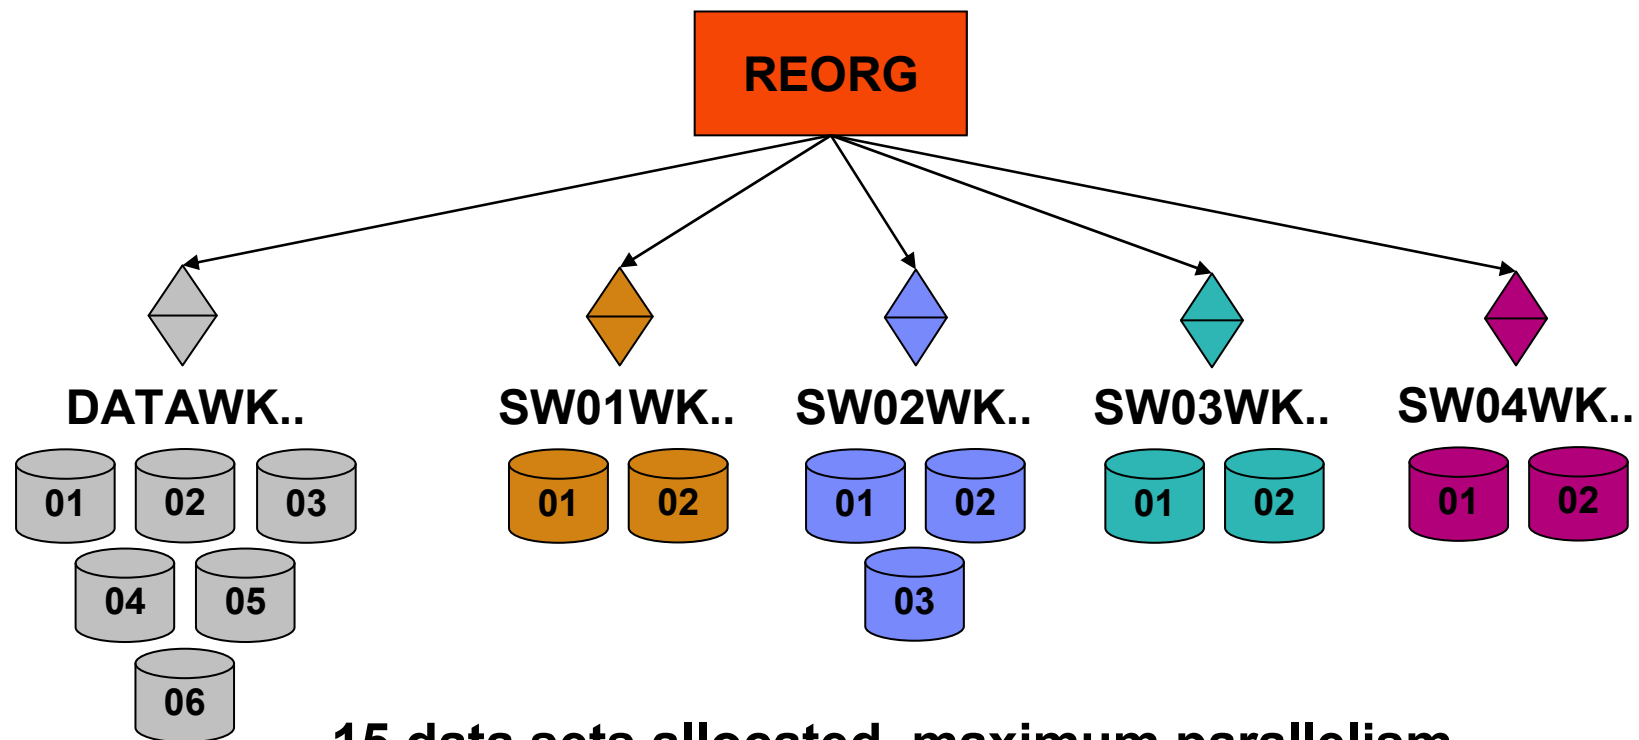 REORG
DATAWK.. SW01WK.. SW02WK.. SW03WK.. SW04WK..
01 02 03 01 02 01 02 01 02 01 02
04 05 03
06
15 data sets allocated, maximum parallelism